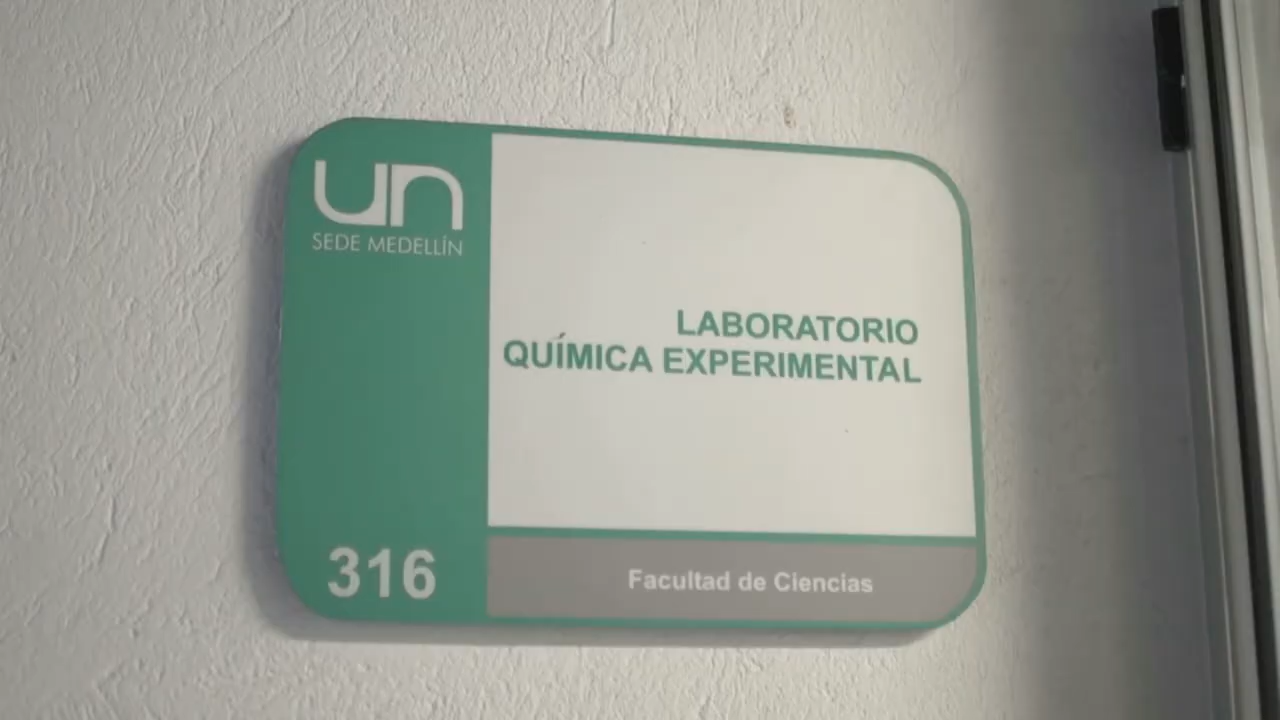 un
SEDE MEDELLÍN
LABORATORIO
QUÍMICA EXPERIMENTAL
316
Facultad de Ciencias